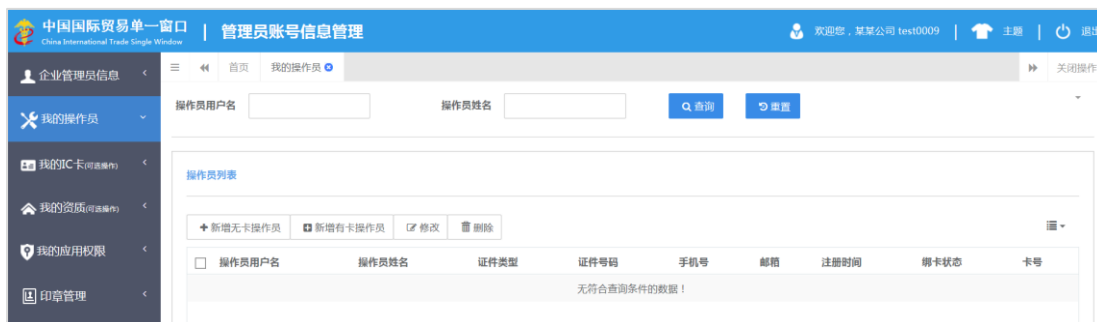 中国国际贸易单一窗口 | 管理员账号信息管理 欢迎您，某某公司 test0009 | 主题 | 退出
China International Trade Single Window
企业管理员信息
首页 我的操作员 关闭操作
操作员用户名 操作员姓名 查询 重置
我的操作员
我的IC卡(可选操作)
操作员列表
我的资质(可选操作)
新增无卡操作员 新增有卡操作员 修改 删除
我的应用权限
操作员用户名 操作员姓名 证件类型 证件号码 手机号 邮箱 注册时间 绑卡状态 卡号
无符合查询条件的数据！
印章管理